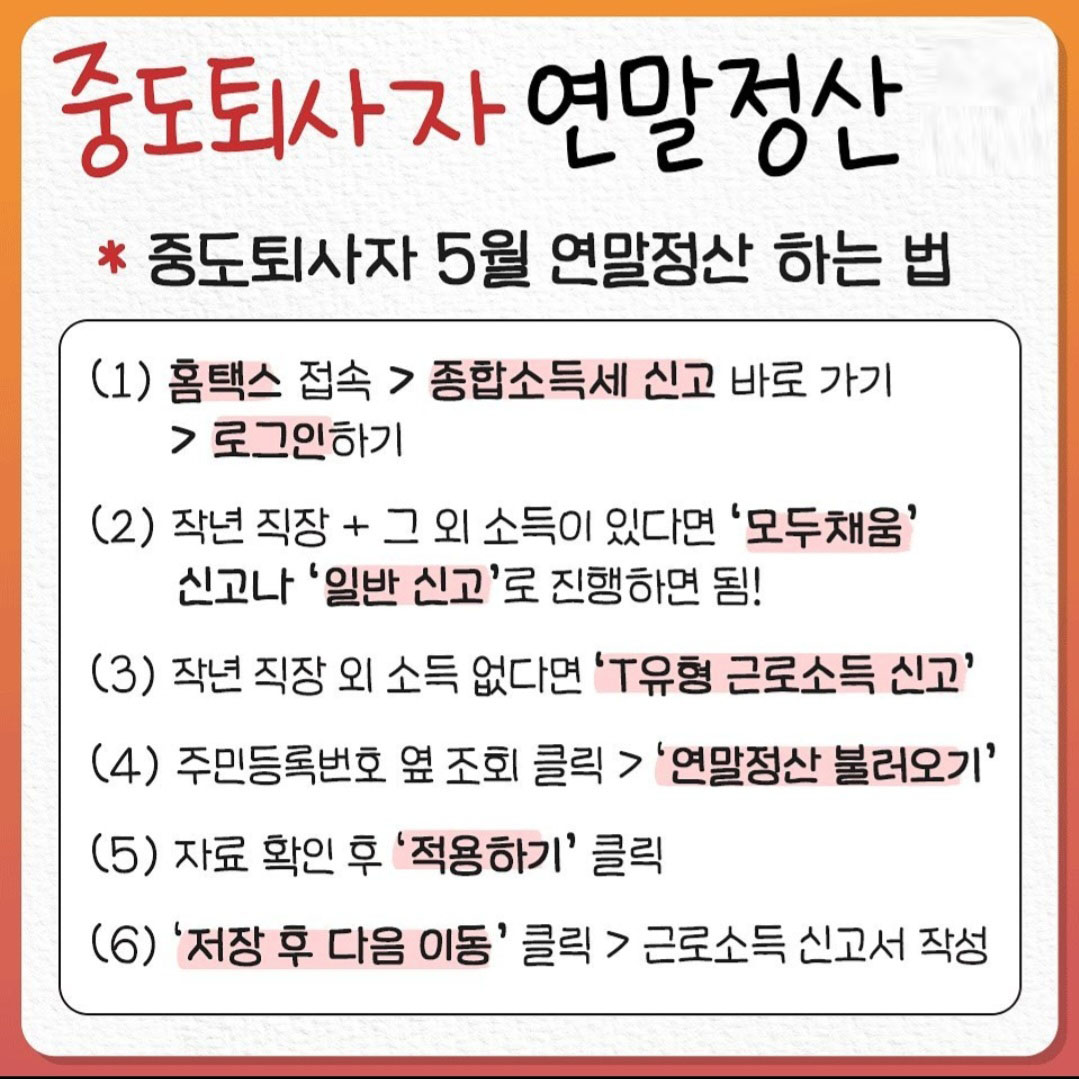 중도퇴사자 연말정산
* 중도퇴사자 5월 연말정산 하는 법
(1) 홈택스 접속 > 종합소득세 신고 바로 가기
> 로그인하기
(2) 작년 직장 + 그 외 소득이 있다면 ‘모두채움’
신고나 ‘일반 신고’로 진행하면 됨!
(3) 작년 직장 외 소득 없다면 ‘T유형 근로소득 신고’
(4) 주민등록번호 옆 조회 클릭 > ‘연말정산 불러오기’
(5) 자료 확인 후 ‘적용하기’ 클릭
(6) ‘저장 후 다음 이동’ 클릭 > 근로소득 신고서 작성